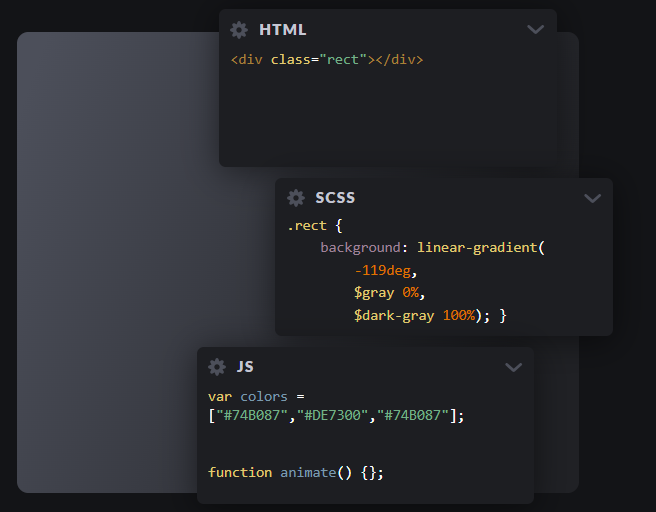 HTML
<div class="rect"></div>
SCSS
.rect {
background: linear-gradient(
-119deg,
$gray 0%,
$dark-gray 100%); }
JS
var colors =
["#74B087","#DE7300","#74B087"];
function animate() {};